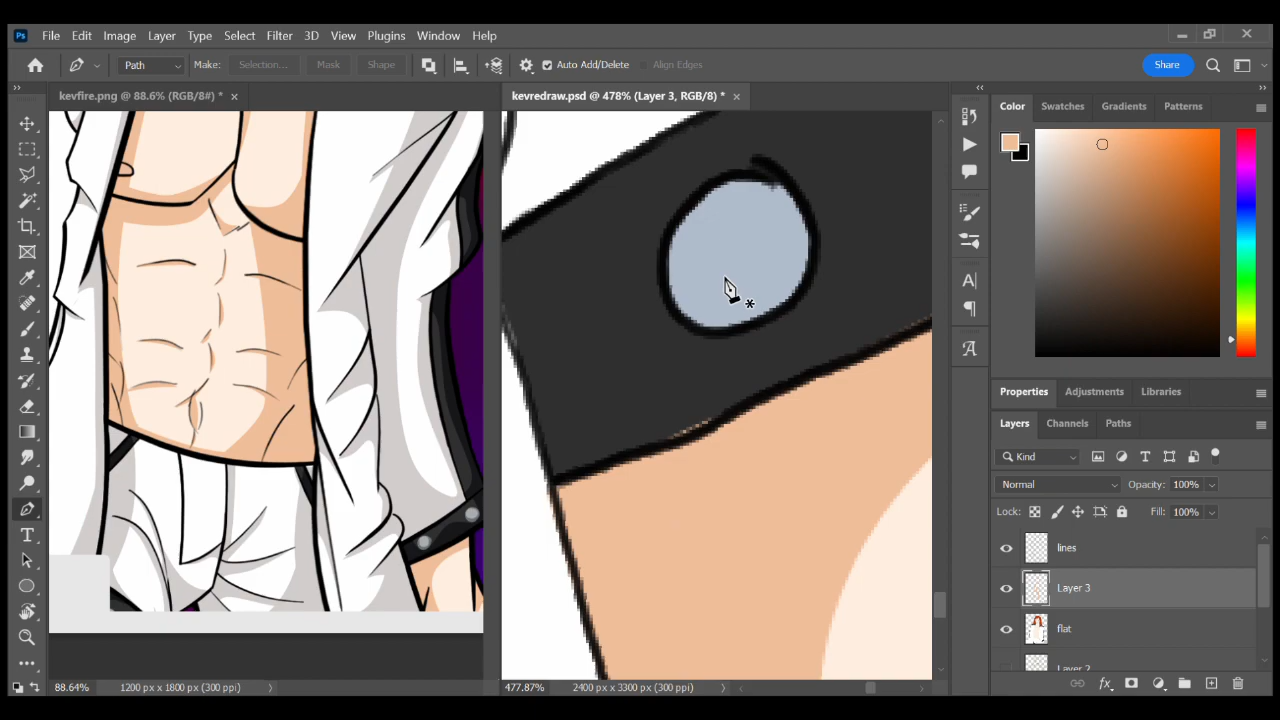 Ps File Edit Image Layer Type Select Filter 3D View Plugins Window Help
Path Make: Selection... Mask Shape Auto Add/Delete Align Edges Share
kevfire.png @ 88.6% (RGB/8#) * kevredraw.psd @ 478% (Layer 3, RGB/8) *
Color Swatches Gradients Patterns
Properties Adjustments Libraries
Layers Channels Paths
Kind
Normal Opacity: 100%
Lock: Fill: 100%
lines
Layer 3
flat
Layer 2
88.64% 1200 px x 1800 px (300 ppi) 477.87% 2400 px x 3300 px (300 ppi)